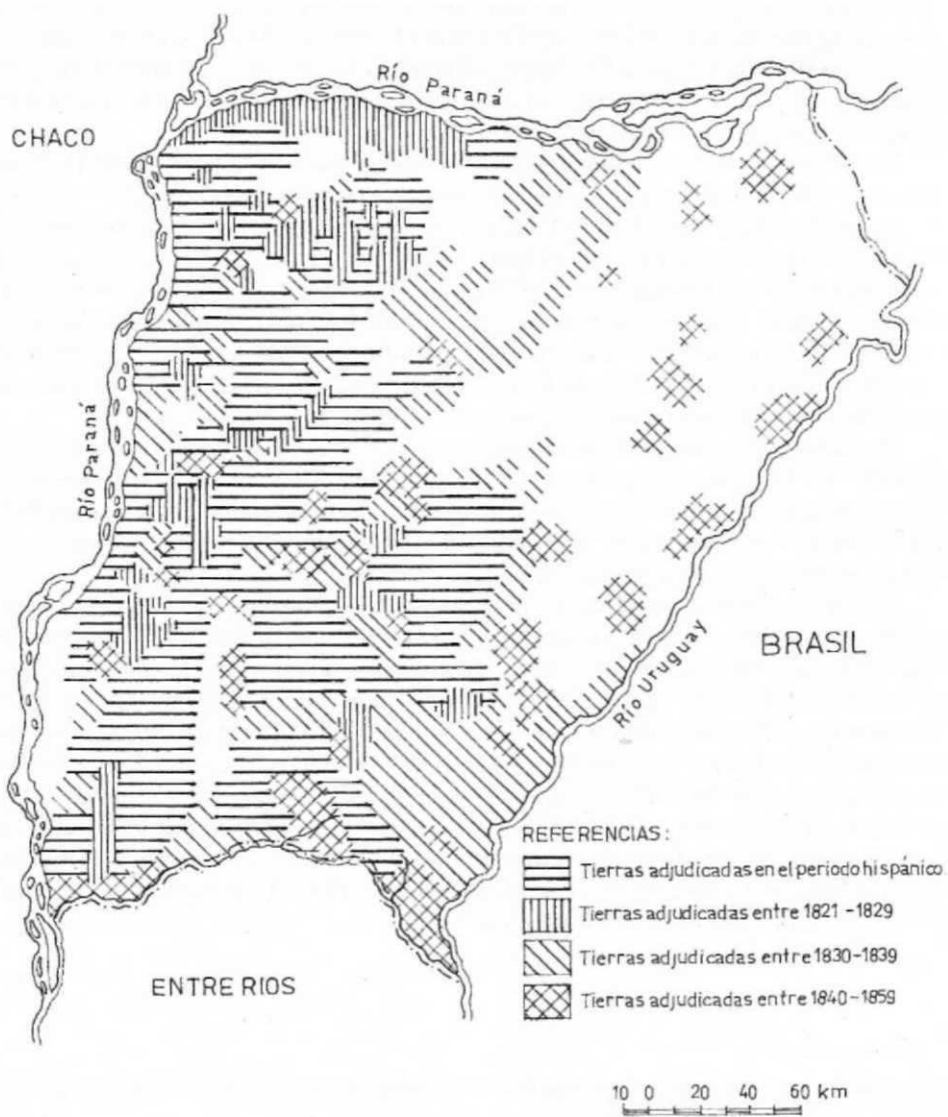 Río Paraná
CHACO
Río Paraná
BRASIL
Río Uruguay
REFERENCIAS:
Tierras adjudicadas en el período hispánico
Tierras adjudicadas entre 1821-1829
Tierras adjudicadas entre 1830-1839
Tierras adjudicadas entre 1840-1859
ENTRE RIOS
10 0 20 40 60 km